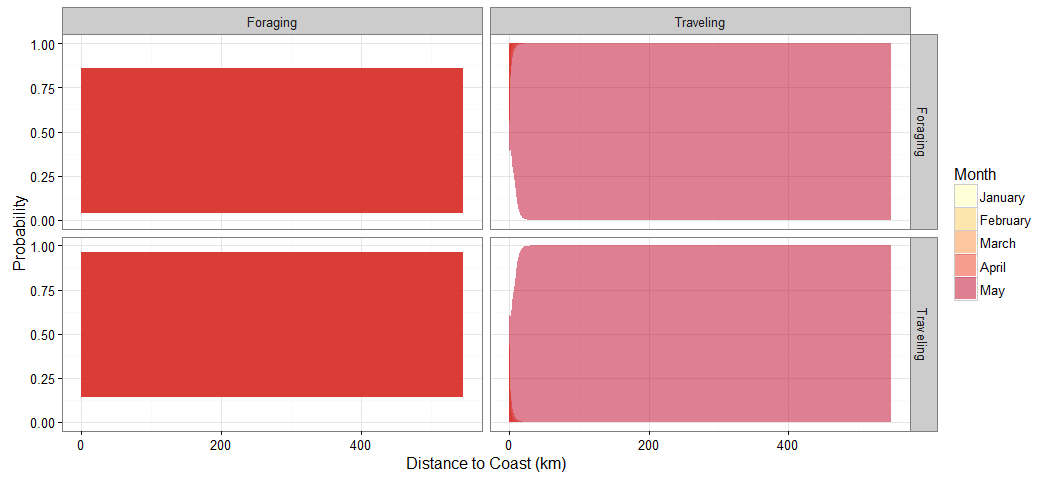 Foraging
Traveling
1.00
0.75
0.50
0.25
0.00
Foraging
1.00
0.75
0.50
0.25
0.00
Traveling
Probability
0
200
400
0
200
400
Distance to Coast (km)
Month
January
February
March
April
May